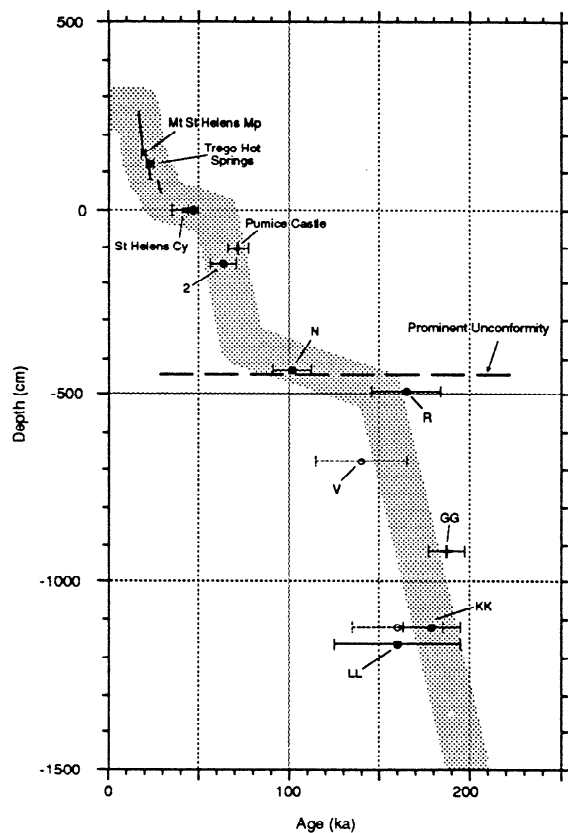 500
Mt St Helens Mp
Trego Hot
Springs
0
St Helens Cy
Pumice Castle
2
N
Prominent Unconformity
Depth (cm)
-500
R
V
GG
-1000
KK
LL
-1500
0
100
200
Age (ka)